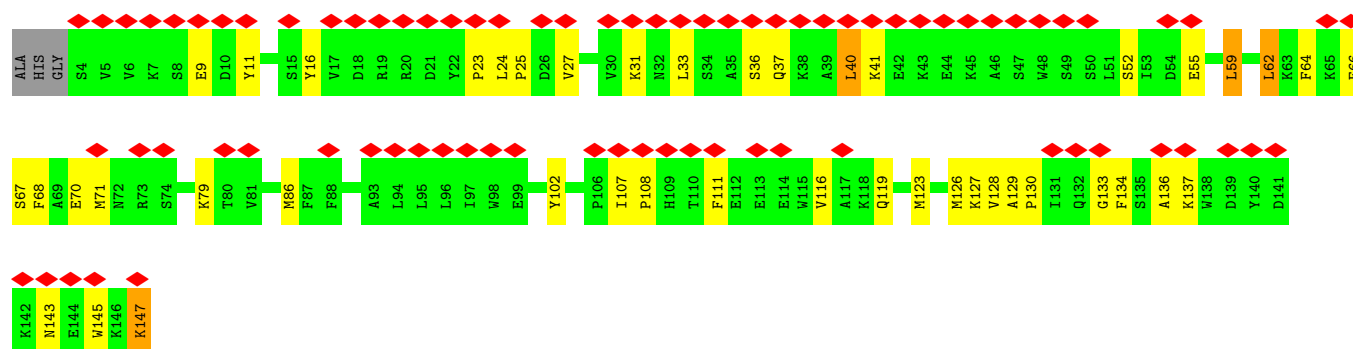 ALA HIS GLY S4 V5 V6 K7 S8 E9 D10 Y11 S15 Y16 V17 D18 R19 R20 D21 Y22 P23 L24 P25 D26 V27 V30 K31 N32 L33 S34 A35 S36 Q37 K38 A39 L40 K41 E42 K43 E44 K45 A46 S47 W48 S49 S50 L51 S52 I53 D54 E55 L59 L62 K63 F64 K65
S67 F68 A69 E70 M71 N72 R73 S74 K79 T80 V81 M86 F87 F88 A93 L94 L95 L96 I97 W98 E99 Y102 P106 I107 P108 H109 T110 F111 E112 E113 E114 W115 V116 A117 K118 Q119 M123 M126 K127 V128 A129 P130 I131 Q132 G133 F134 S135 A136 K137 W138 D139 Y140 D141
K142 N143 E144 W145 K146 K147